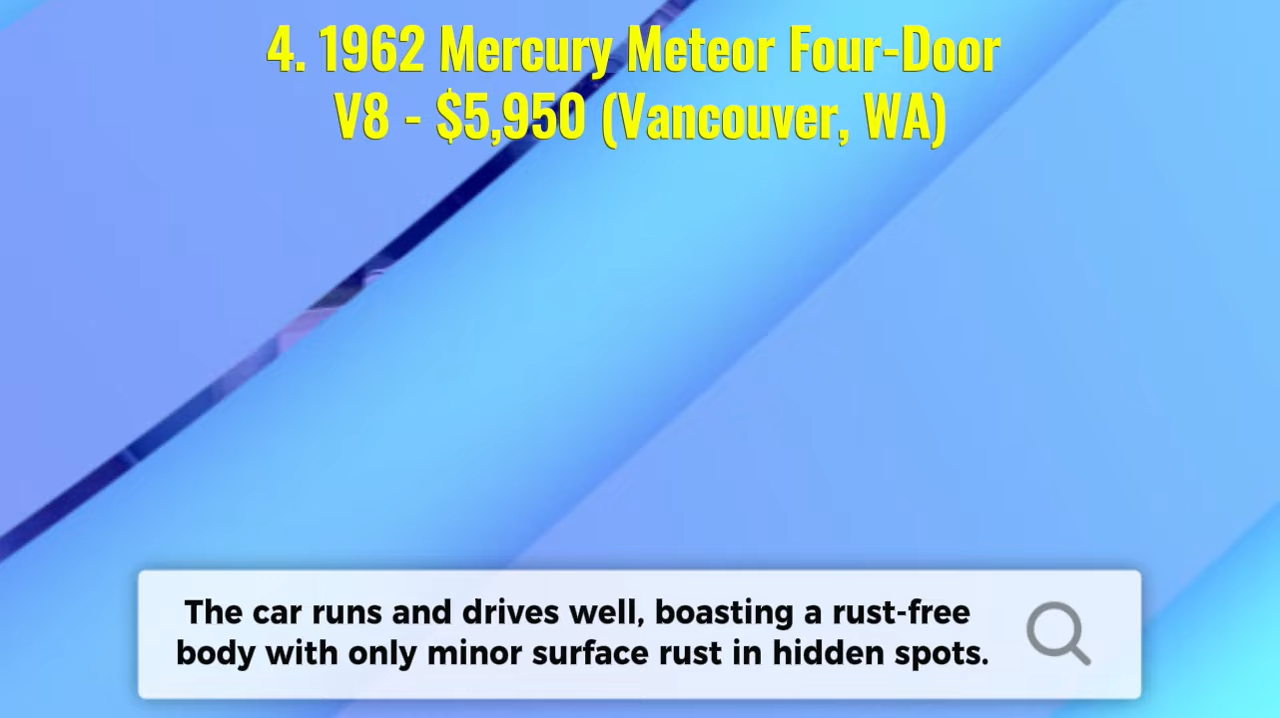 4. 1962 Mercury Meteor Four-Door
V8 - $5,950 (Vancouver, WA)
The car runs and drives well, boasting a rust-free
body with only minor surface rust in hidden spots.